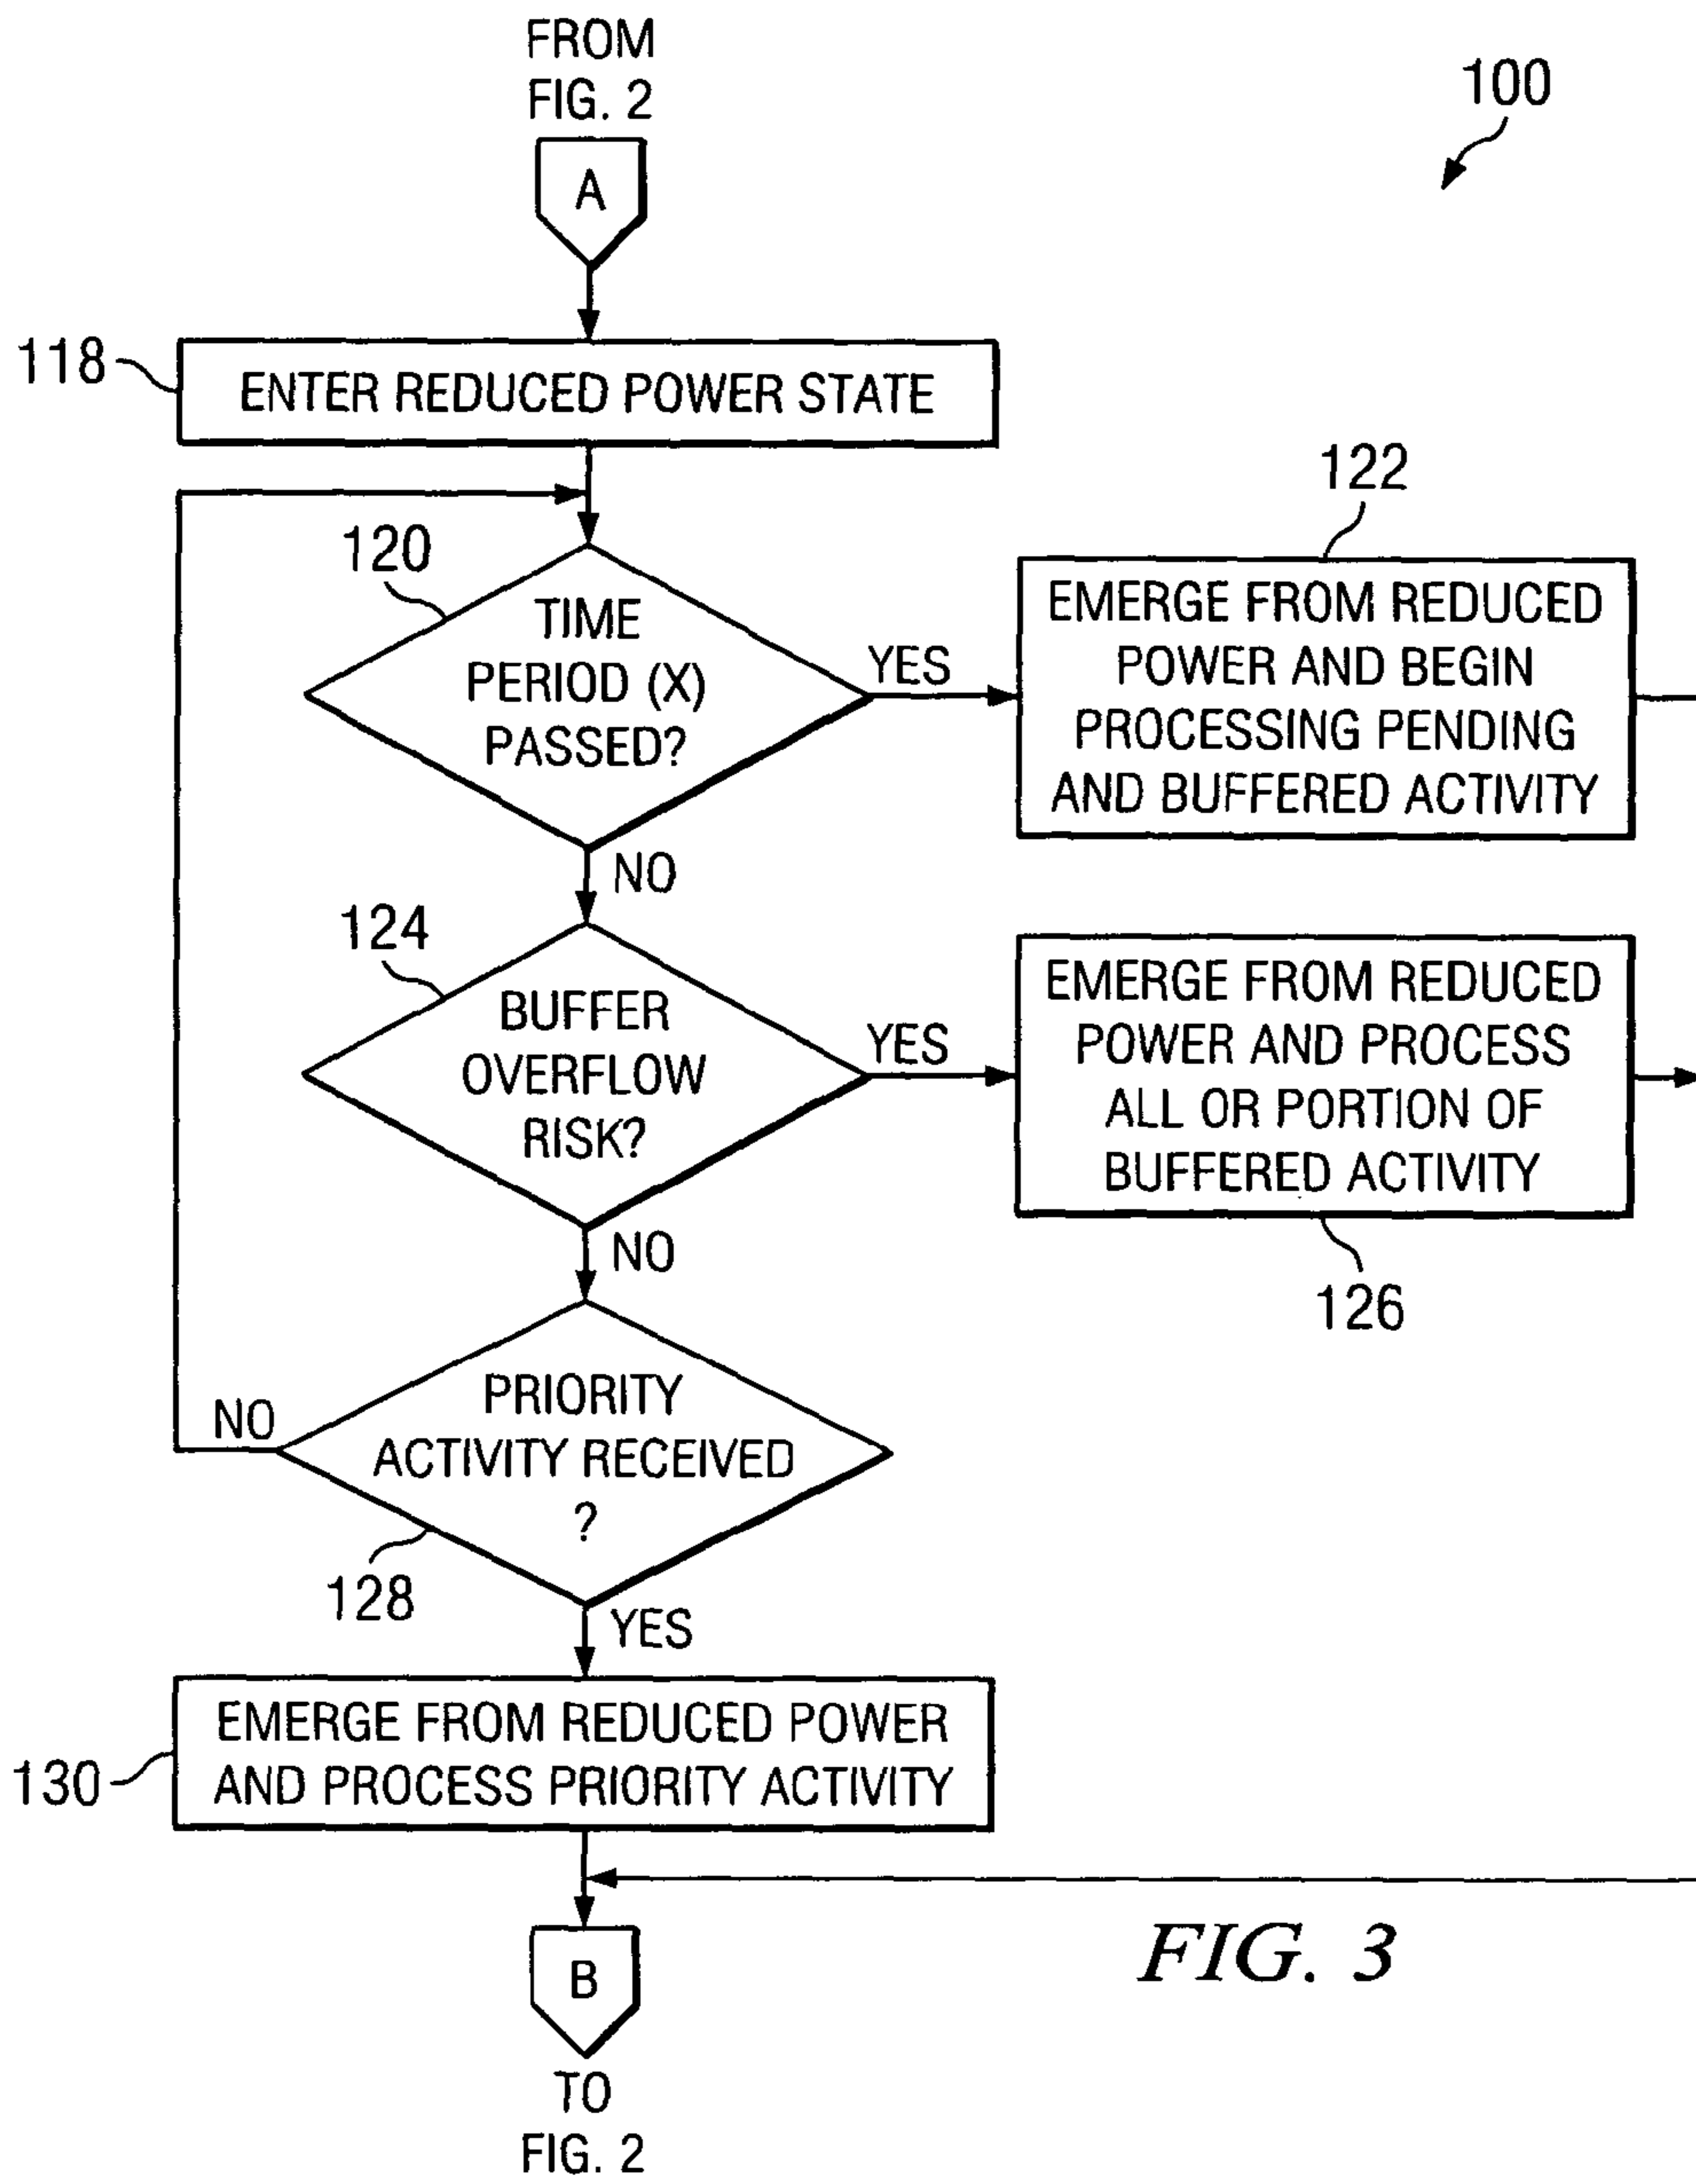 FROM
FIG. 2
100
A
118
ENTER REDUCED POWER STATE
122
120
TIME
PERIOD (X)
PASSED?
YES
EMERGE FROM REDUCED
POWER AND BEGIN
PROCESSING PENDING
AND BUFFERED ACTIVITY
NO
124
BUFFER
OVERFLOW
RISK?
YES
EMERGE FROM REDUCED
POWER AND PROCESS
ALL OR PORTION OF
BUFFERED ACTIVITY
126
NO
PRIORITY
ACTIVITY RECEIVED
?
NO
128
YES
130
EMERGE FROM REDUCED POWER
AND PROCESS PRIORITY ACTIVITY
B
TO
FIG. 2
FIG. 3